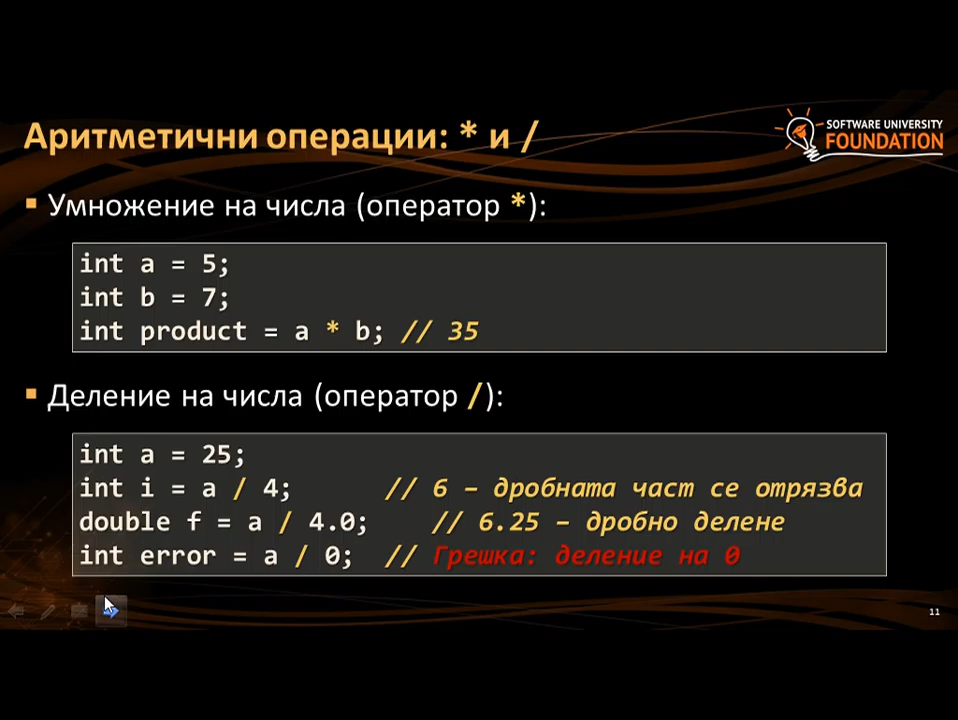 Аритметични операции: * и /
SOFTWARE UNIVERSITY
FOUNDATION
Умножение на числа (оператор *):
int a = 5;
int b = 7;
int product = a * b; // 35
Деление на числа (оператор /):
int a = 25;
int i = a / 4; // 6 – дробната част се отрязва
double f = a / 4.0; // 6.25 – дробно делене
int error = a / 0; // Грешка: деление на 0
11